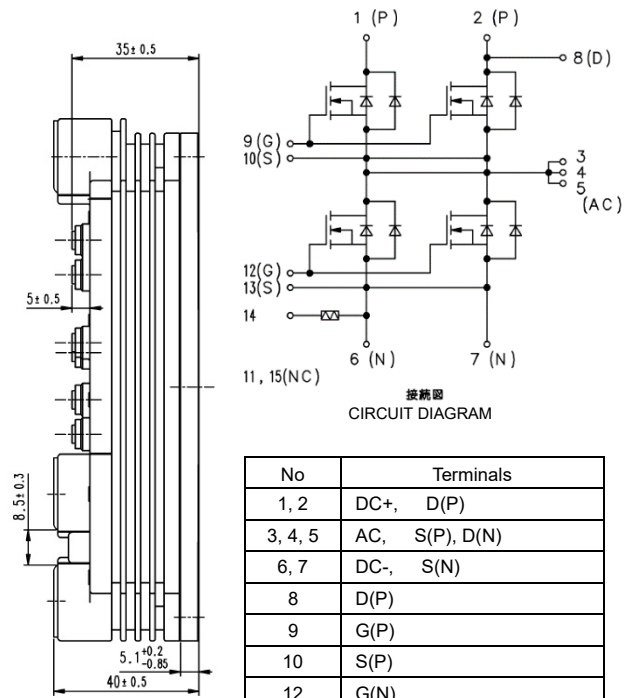 35± 0.5
5± 0.5
8.5± 0.3
5.1+0.2 -0.85
40± 0.5
1 (P)
2 (P)
8(D)
9(G)
10(S)
3
4
5
(AC)
12(G)
13(S)
14
6 (N)
7 (N)
11, 15(NC)
接続図
CIRCUIT DIAGRAM
No Terminals
1, 2 DC+, D(P)
3, 4, 5 AC, S(P), D(N)
6, 7 DC-, S(N)
8 D(P)
9 G(P)
10 S(P)
12 G(N)